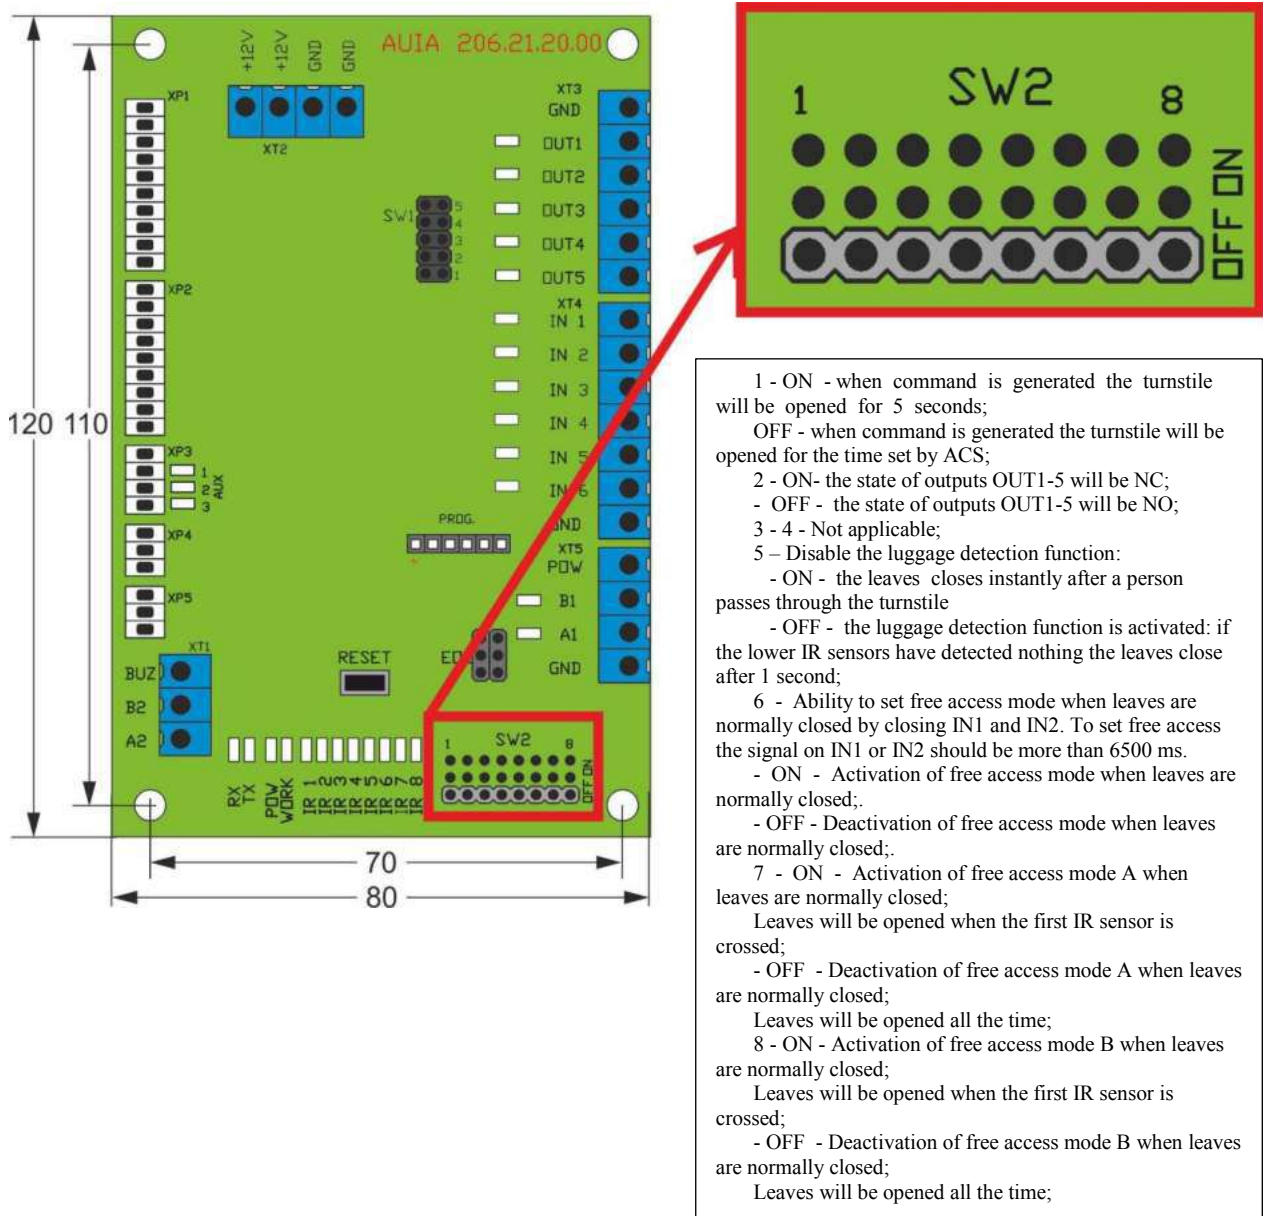 AUIA 206.21.20.00
+12V
+12V
GND
GND
XT2
XP1
XP2
XP3
1
2
3
AUX
XP4
XP5
XT1
BUZ
B2
A2
120
110
70
80
SW1
5
4
3
2
1
XT3
GND
OUT1
OUT2
OUT3
OUT4
OUT5
XT4
IN 1
IN 2
IN 3
IN 4
IN 5
IN 6
GND
XT5
POW
B1
A1
GND
PROG.
+
RESET
RX
TX
POW
WORK
IR 1
IR 2
IR 3
IR 4
IR 5
IR 6
IR 7
IR 8
SW2
1
8
OFF ON
SW2
1
8
OFF ON
1 - ON - when command is generated the turnstile
will be opened for 5 seconds;
OFF - when command is generated the turnstile will be
opened for the time set by ACS;
2 - ON- the state of outputs OUT1-5 will be NC;
- OFF - the state of outputs OUT1-5 will be NO;
3 - 4 - Not applicable;
5 – Disable the luggage detection function:
- ON - the leaves closes instantly after a person
passes through the turnstile
- OFF - the luggage detection function is activated: if
the lower IR sensors have detected nothing the leaves close
after 1 second;
6 - Ability to set free access mode when leaves are
normally closed by closing IN1 and IN2. To set free access
the signal on IN1 or IN2 should be more than 6500 ms.
- ON - Activation of free access mode when leaves are
normally closed;.
- OFF - Deactivation of free access mode when leaves
are normally closed;.
7 - ON - Activation of free access mode A when
leaves are normally closed;
Leaves will be opened when the first IR sensor is
crossed;
- OFF - Deactivation of free access mode A when leaves
are normally closed;
Leaves will be opened all the time;
8 - ON - Activation of free access mode B when leaves
are normally closed;
Leaves will be opened when the first IR sensor is
crossed;
- OFF - Deactivation of free access mode B when leaves
are normally closed;
Leaves will be opened all the time;